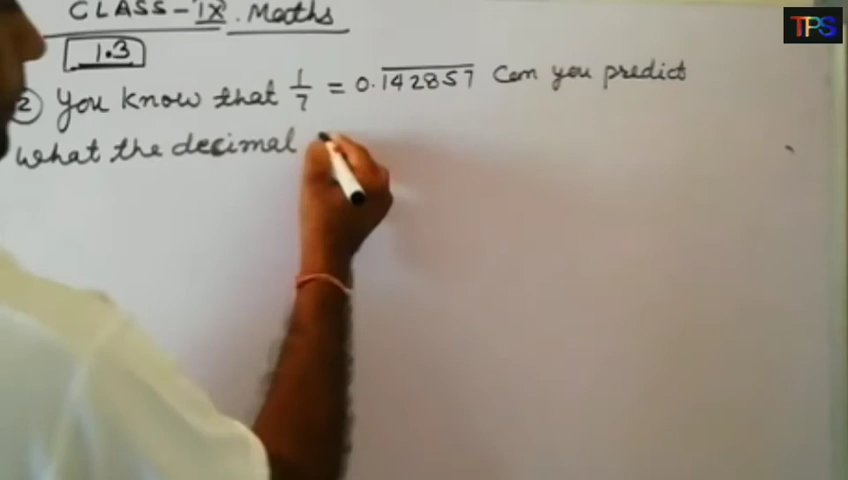 CLASS - IX. Maths
TPS
1.3
2 You know that 1/7 = 0.142857 Can you predict
what the decimal